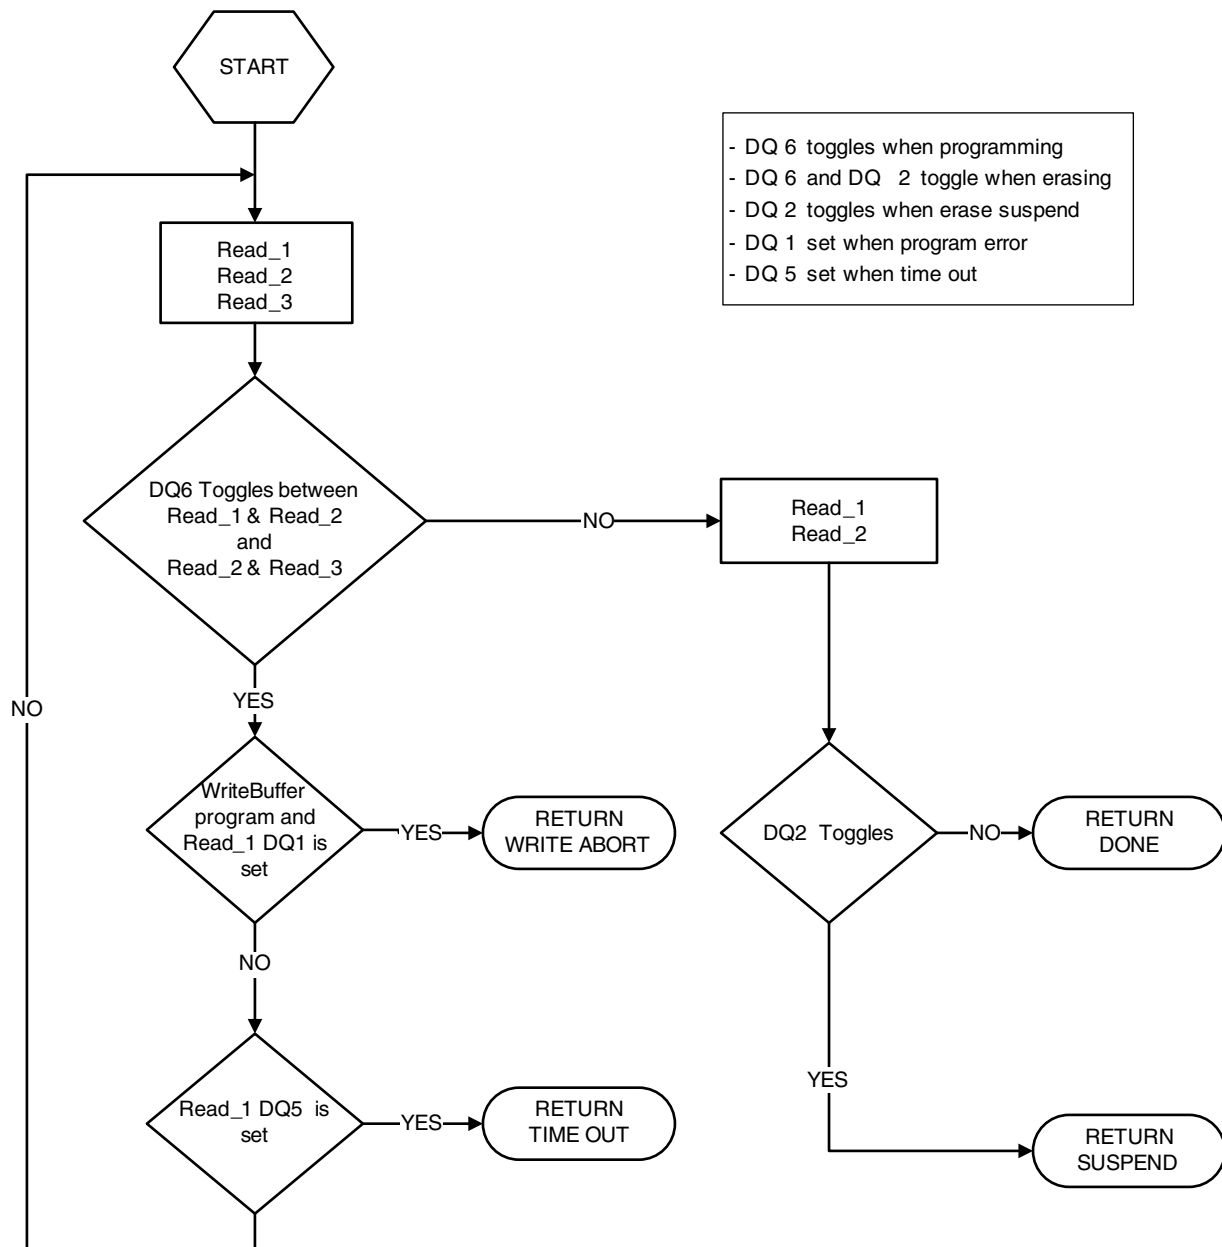 START
- DQ 6 toggles when programming
- DQ 6 and DQ 2 toggle when erasing
- DQ 2 toggles when erase suspend
- DQ 1 set when program error
- DQ 5 set when time out
Read_1
Read_2
Read_3
DQ6 Toggles between
Read_1 & Read_2
and
Read_2 & Read_3
NO
Read_1
Read_2
YES
NO
WriteBuffer
program and
Read_1 DQ1 is
set
YES
RETURN
WRITE ABORT
DQ2 Toggles
NO
RETURN
DONE
NO
YES
Read_1 DQ5 is
set
YES
RETURN
TIME OUT
RETURN
SUSPEND